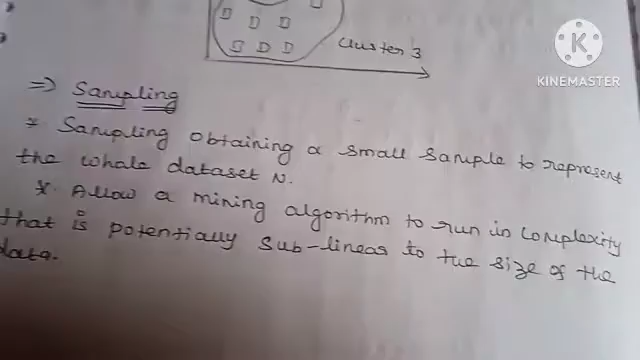 Cluster 3
K
KINEMASTER
=> Sampling
* Sampling obtaining a small sample to represent
the whole dataset N.
* Allow a mining algorithm to run in complexity
that is potentially sub-linear to the size of the
data.